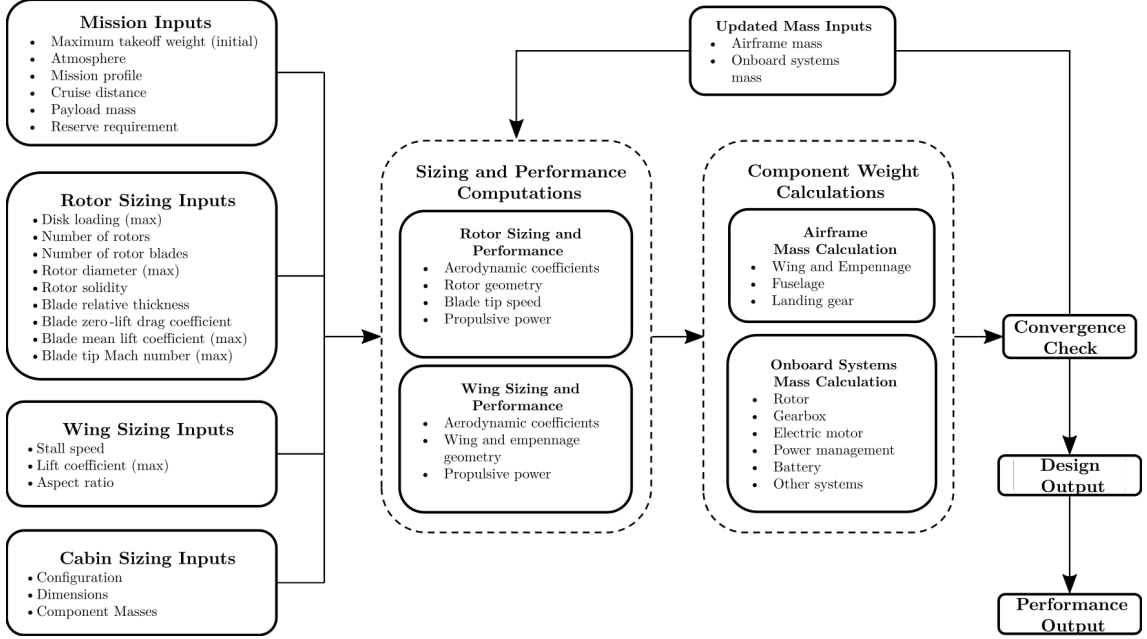 Mission Inputs
• Maximum takeoff weight (initial)
• Atmosphere
• Mission profile
• Cruise distance
• Payload mass
• Reserve requirement
Rotor Sizing Inputs
• Disk loading (max)
• Number of rotors
• Number of rotor blades
• Rotor diameter (max)
• Rotor solidity
• Blade relative thickness
• Blade zero-lift drag coefficient
• Blade mean lift coefficient (max)
• Blade tip Mach number (max)
Wing Sizing Inputs
• Stall speed
• Lift coefficient (max)
• Aspect ratio
Cabin Sizing Inputs
• Configuration
• Dimensions
• Component Masses
Updated Mass Inputs
• Airframe mass
• Onboard systems
mass
Sizing and Performance
Computations
Rotor Sizing and
Performance
• Aerodynamic coefficients
• Rotor geometry
• Blade tip speed
• Propulsive power
Wing Sizing and
Performance
• Aerodynamic coefficients
• Wing and empennage
geometry
• Propulsive power
Component Weight
Calculations
Airframe
Mass Calculation
• Wing and Empennage
• Fuselage
• Landing gear
Onboard Systems
Mass Calculation
• Rotor
• Gearbox
• Electric motor
• Power management
• Battery
• Other systems
Convergence
Check
Design
Output
Performance
Output